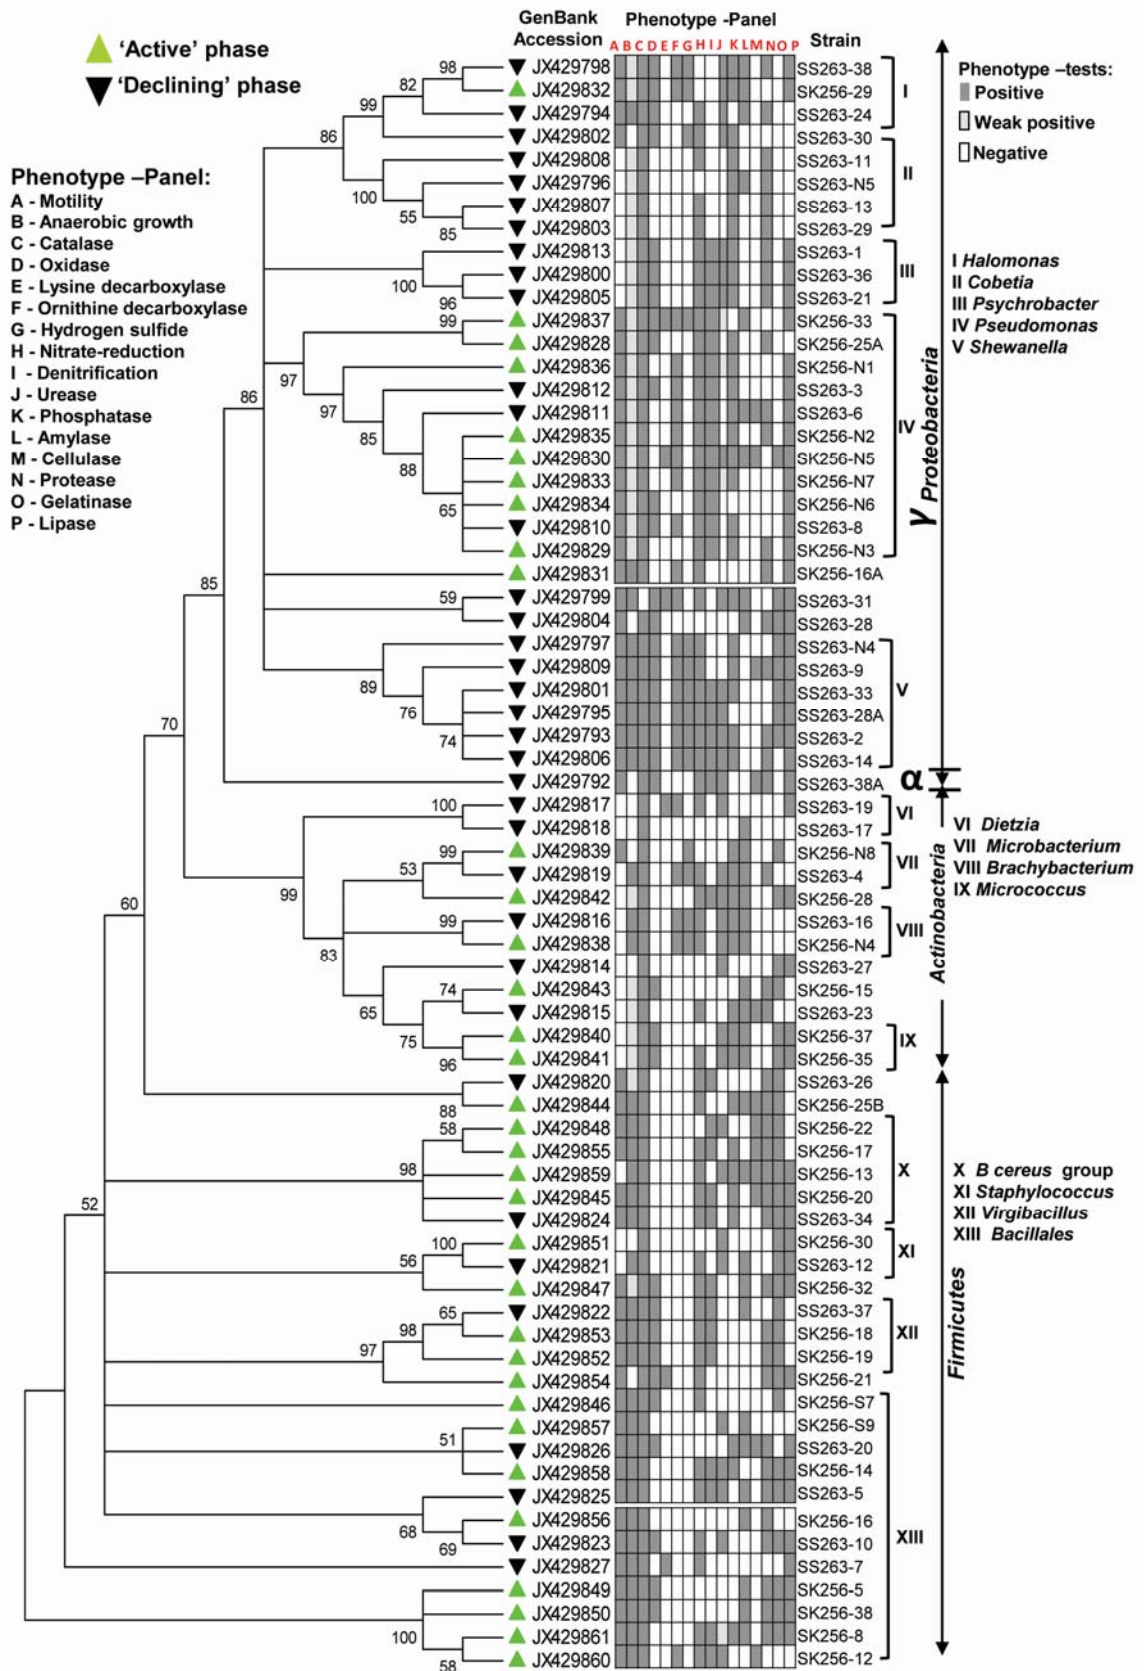 'Active' phase
'Declining' phase
GenBank Accession
Phenotype -Panel
A B C D E F G H I J K L M N O P
Strain
Phenotype –tests:
Positive
Weak positive
Negative
Phenotype –Panel:
A - Motility
B - Anaerobic growth
C - Catalase
D - Oxidase
E - Lysine decarboxylase
F - Ornithine decarboxylase
G - Hydrogen sulfide
H - Nitrate-reduction
I - Denitrification
J - Urease
K - Phosphatase
L - Amylase
M - Cellulase
N - Protease
O - Gelatinase
P - Lipase
JX429798 SS263-38
JX429832 SK256-29
JX429794 SS263-24
JX429802 SS263-30
JX429808 SS263-11
JX429796 SS263-N5
JX429807 SS263-13
JX429803 SS263-29
JX429813 SS263-1
JX429800 SS263-36
JX429805 SS263-21
JX429837 SK256-33
JX429828 SK256-25A
JX429836 SK256-N1
JX429812 SS263-3
JX429811 SS263-6
JX429835 SK256-N2
JX429830 SK256-N5
JX429833 SK256-N7
JX429834 SK256-N6
JX429810 SS263-8
JX429829 SK256-N3
JX429831 SK256-16A
JX429799 SS263-31
JX429804 SS263-28
JX429797 SS263-N4
JX429809 SS263-9
JX429801 SS263-33
JX429795 SS263-28A
JX429793 SS263-2
JX429806 SS263-14
JX429792 SS263-38A
JX429817 SS263-19
JX429818 SS263-17
JX429839 SK256-N8
JX429819 SS263-4
JX429842 SK256-28
JX429816 SS263-16
JX429838 SK256-N4
JX429814 SS263-27
JX429843 SK256-15
JX429815 SS263-23
JX429840 SK256-37
JX429841 SK256-35
JX429820 SS263-26
JX429844 SK256-25B
JX429848 SK256-22
JX429855 SK256-17
JX429859 SK256-13
JX429845 SK256-20
JX429824 SS263-34
JX429851 SK256-30
JX429821 SS263-12
JX429847 SK256-32
JX429822 SS263-37
JX429853 SK256-18
JX429852 SK256-19
JX429854 SK256-21
JX429846 SK256-S7
JX429857 SK256-S9
JX429826 SS263-20
JX429858 SK256-14
JX429825 SS263-5
JX429856 SK256-16
JX429823 SS263-10
JX429827 SS263-7
JX429849 SK256-5
JX429850 SK256-38
JX429861 SK256-8
JX429860 SK256-12
98
82
99
86
100
55
85
100
96
99
97
97
85
88
65
86
85
59
89
76
74
70
100
99
53
99
99
83
74
65
75
96
60
88
58
98
52
100
56
65
98
97
51
68
69
100
58
I
II
III
IV
V
VI
VII
VIII
IX
X
XI
XII
XIII
I Halomonas
II Cobetia
III Psychrobacter
IV Pseudomonas
V Shewanella
γ Proteobacteria
α
VI Dietzia
VII Microbacterium
VIII Brachybacterium
IX Micrococcus
Actinobacteria
X B cereus group
XI Staphylococcus
XII Virgibacillus
XIII Bacillales
Firmicutes